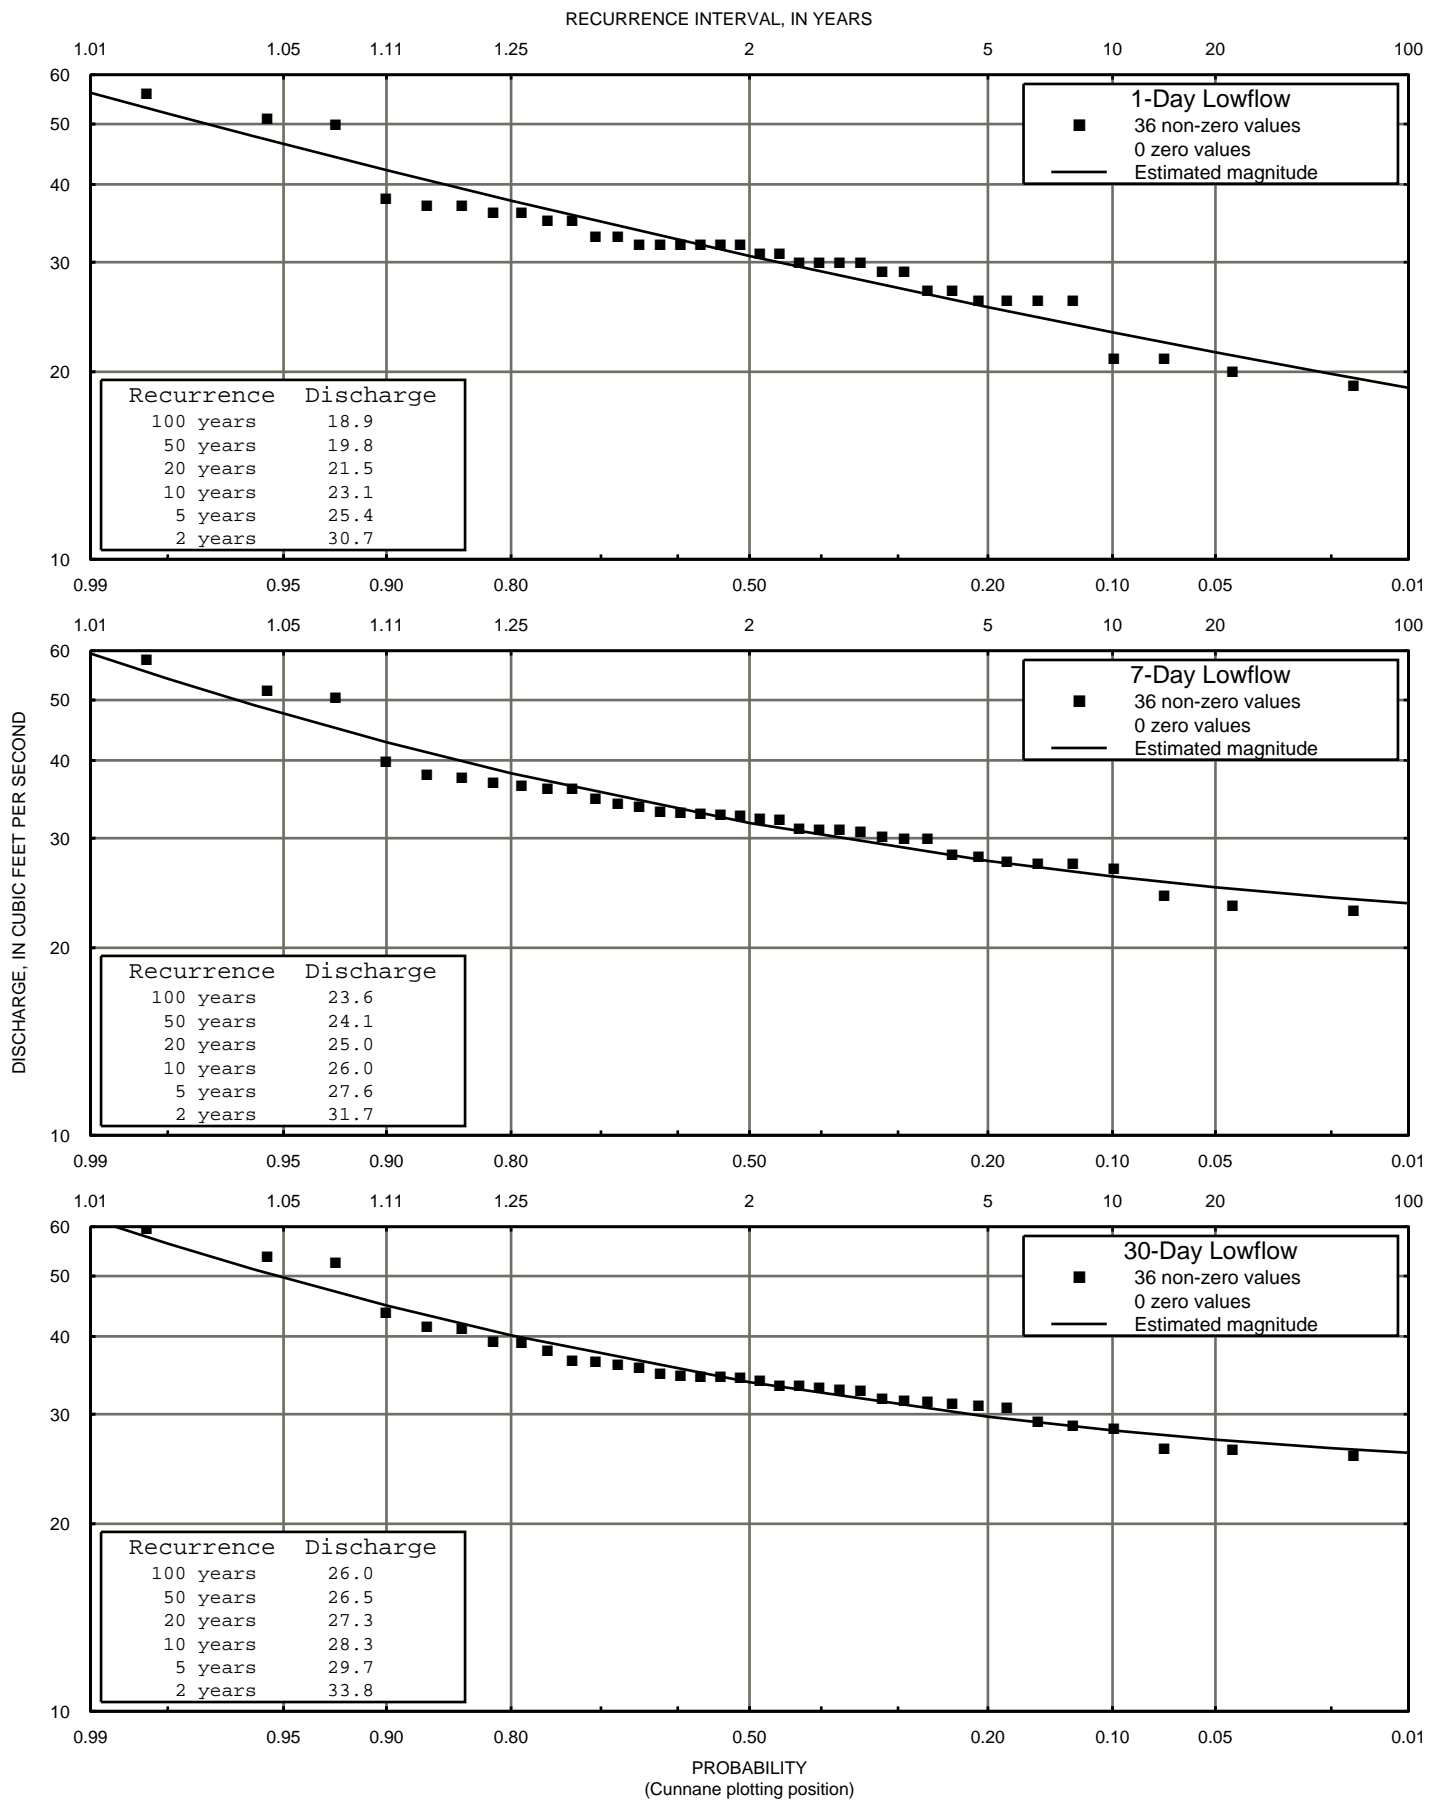 RECURRENCE INTERVAL, IN YEARS
1.01 1.05 1.11 1.25 2 5 10 20 100
60
50
40
30
20
10
1-Day Lowflow
36 non-zero values
0 zero values
Estimated magnitude
Recurrence Discharge
100 years 18.9
50 years 19.8
20 years 21.5
10 years 23.1
5 years 25.4
2 years 30.7
0.99 0.95 0.90 0.80 0.50 0.20 0.10 0.05 0.01
1.01 1.05 1.11 1.25 2 5 10 20 100
DISCHARGE, IN CUBIC FEET PER SECOND
60
50
40
30
20
10
7-Day Lowflow
36 non-zero values
0 zero values
Estimated magnitude
Recurrence Discharge
100 years 23.6
50 years 24.1
20 years 25.0
10 years 26.0
5 years 27.6
2 years 31.7
0.99 0.95 0.90 0.80 0.50 0.20 0.10 0.05 0.01
1.01 1.05 1.11 1.25 2 5 10 20 100
60
50
40
30
20
10
30-Day Lowflow
36 non-zero values
0 zero values
Estimated magnitude
Recurrence Discharge
100 years 26.0
50 years 26.5
20 years 27.3
10 years 28.3
5 years 29.7
2 years 33.8
0.99 0.95 0.90 0.80 0.50 0.20 0.10 0.05 0.01
PROBABILITY
(Cunnane plotting position)